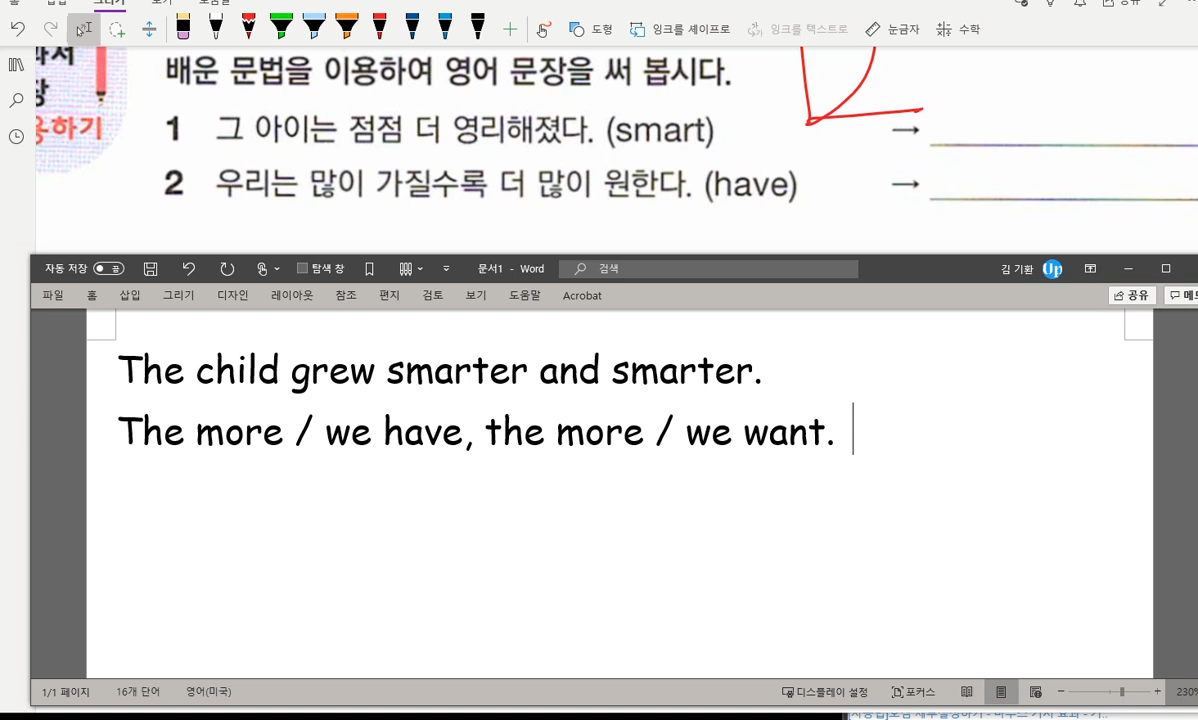 그리기
보기
도형
잉크를 셰이프로
잉크를 텍스트로
눈금자
수학
배운 문법을 이용하여 영어 문장을 써 봅시다.
1 그 아이는 점점 더 영리해졌다. (smart) →
2 우리는 많이 가질수록 더 많이 원한다. (have) →
자동 저장 끔 탐색 창 문서1 - Word 검색 김 기환 Up
파일 홈 삽입 그리기 디자인 레이아웃 참조 편지 검토 보기 도움말 Acrobat 공유
The child grew smarter and smarter.
The more / we have, the more / we want.
1/1 페이지 16개 단어 영어(미국) 디스플레이 설정 포커스 230%